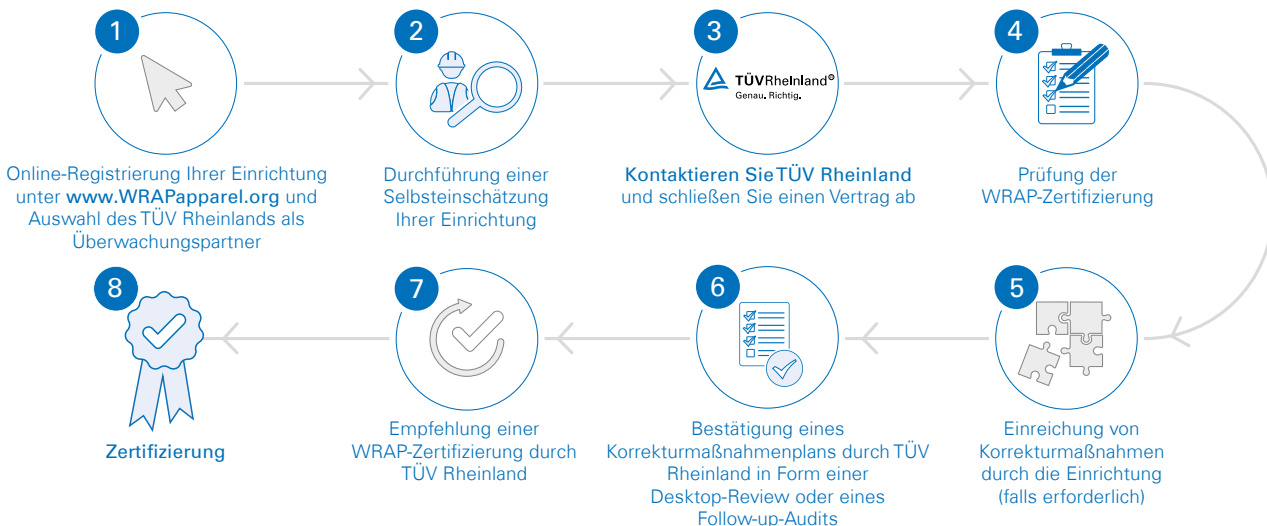 1
Online-Registrierung Ihrer Einrichtung
unter www.WRAPapparel.org und
Auswahl des TÜV Rheinlands als
Überwachungspartner
2
Durchführung einer
Selbsteinschätzung
Ihrer Einrichtung
3
TÜVRheinland®
Genau. Richtig.
Kontaktieren Sie TÜV Rheinland
und schließen Sie einen Vertrag ab
4
Prüfung der
WRAP-Zertifizierung
5
Einreichung von
Korrekturmaßnahmen
durch die Einrichtung
(falls erforderlich)
6
Bestätigung eines
Korrekturmaßnahmenplans durch TÜV
Rheinland in Form einer
Desktop-Review oder eines
Follow-up-Audits
7
Empfehlung einer
WRAP-Zertifizierung durch
TÜV Rheinland
8
Zertifizierung